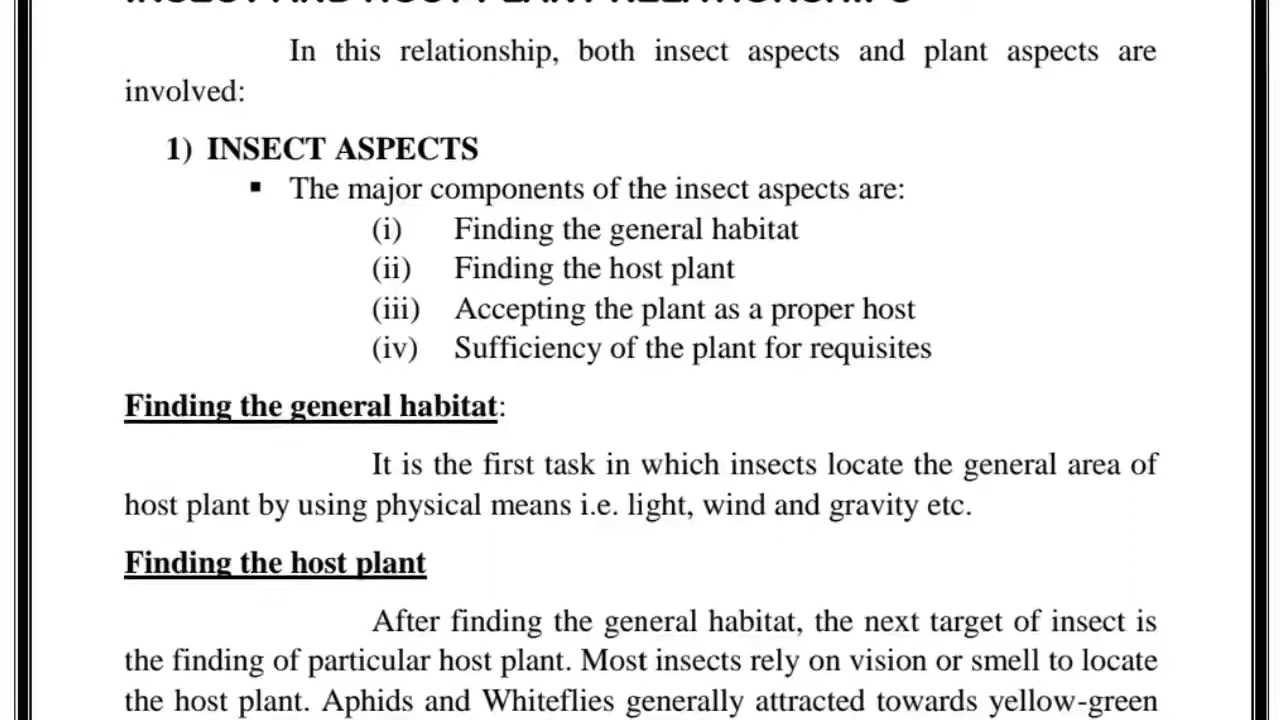 INSECT AND HOST PLANT RELATIONSHIPS
In this relationship, both insect aspects and plant aspects are
involved:
1) INSECT ASPECTS
▪ The major components of the insect aspects are:
(i) Finding the general habitat
(ii) Finding the host plant
(iii) Accepting the plant as a proper host
(iv) Sufficiency of the plant for requisites
Finding the general habitat:
It is the first task in which insects locate the general area of
host plant by using physical means i.e. light, wind and gravity etc.
Finding the host plant
After finding the general habitat, the next target of insect is
the finding of particular host plant. Most insects rely on vision or smell to locate
the host plant. Aphids and Whiteflies generally attracted towards yellow-green